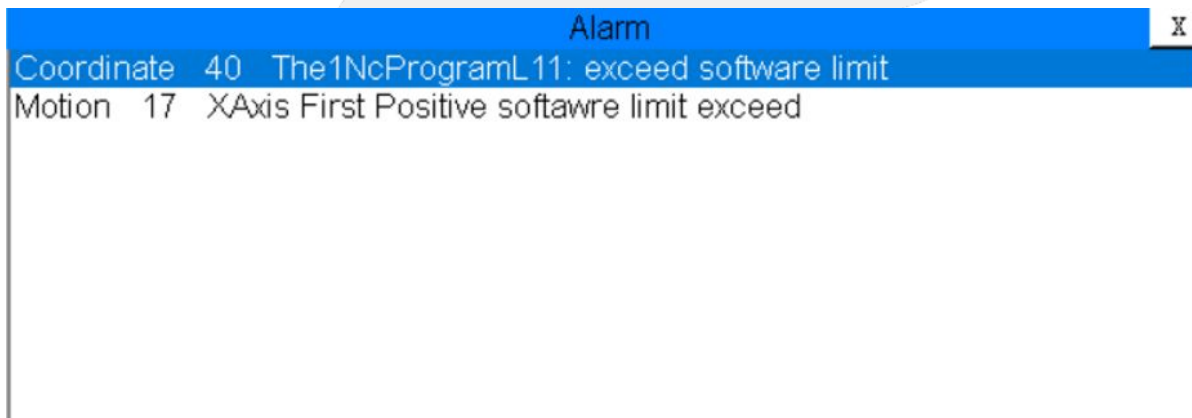 Alarm
X
Coordinate 40 The1NcProgramL11: exceed software limit
Motion 17 XAxis First Positive softawre limit exceed